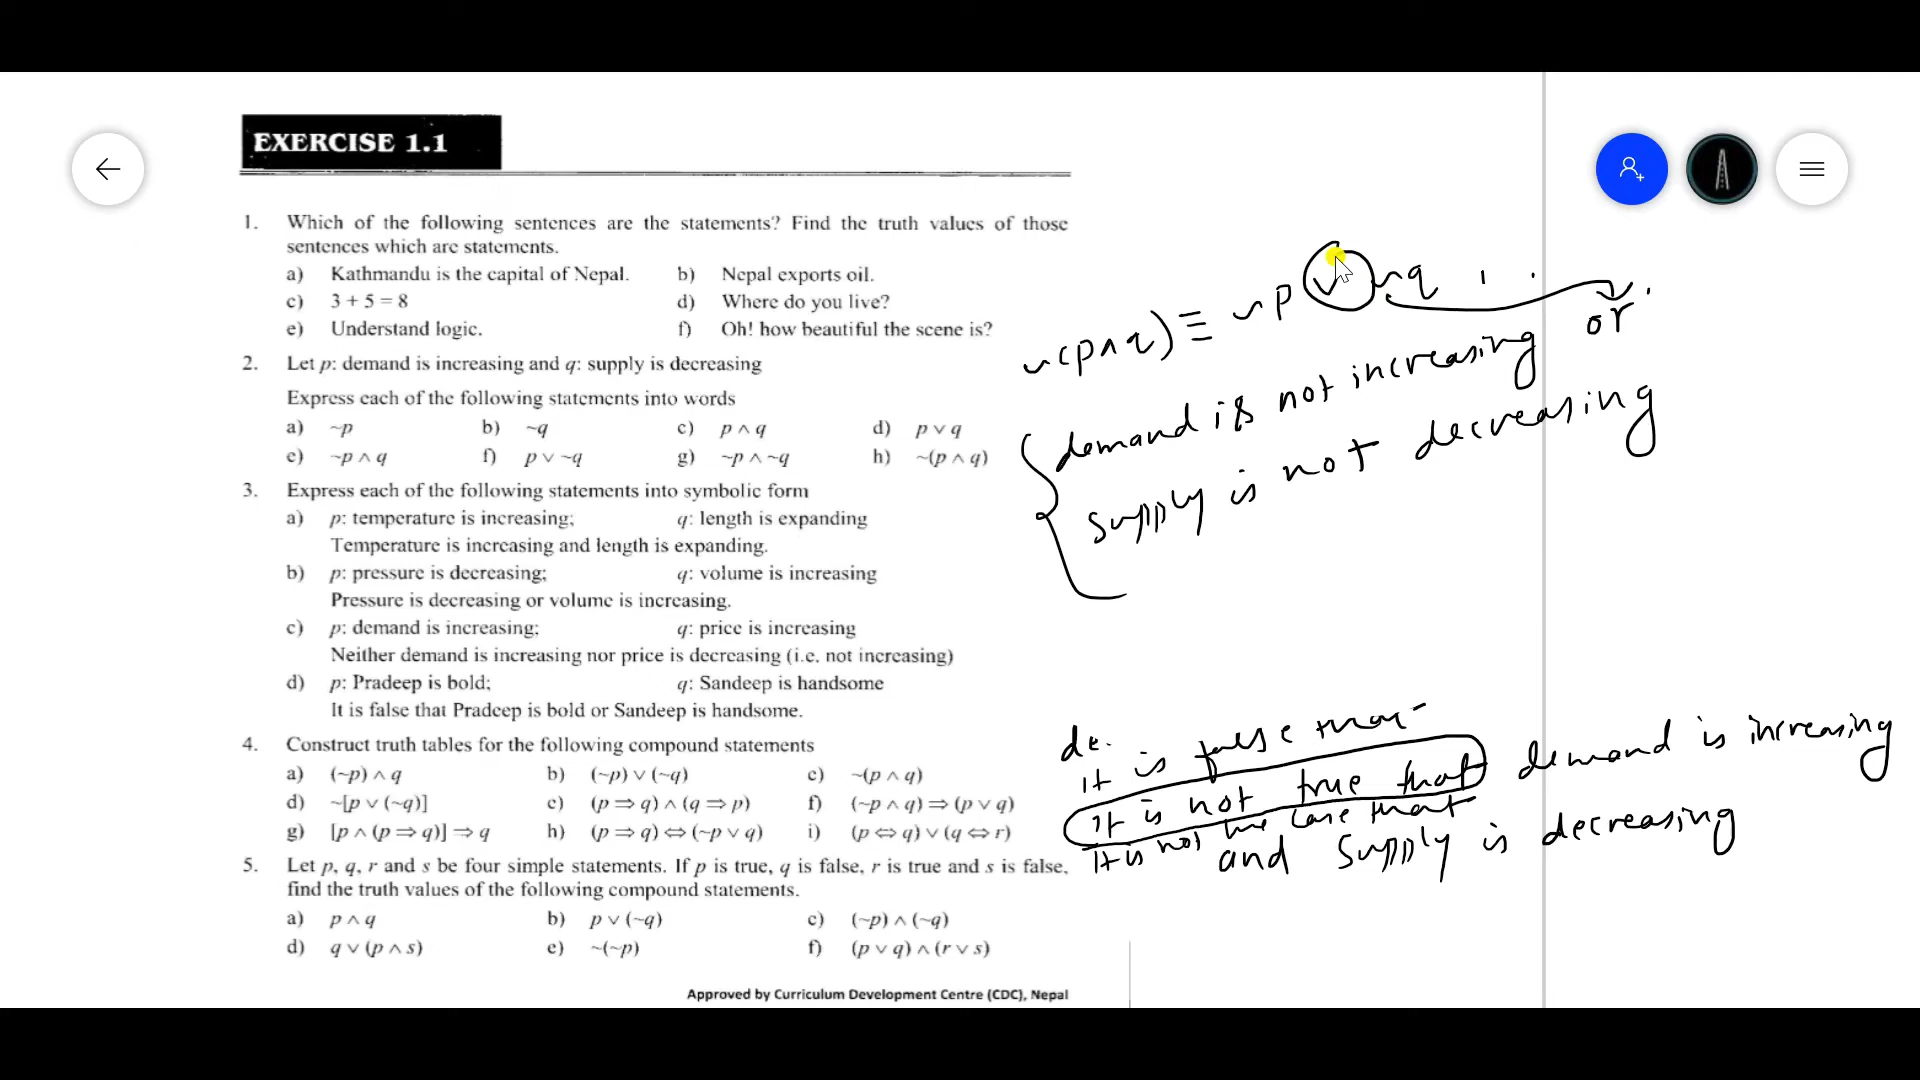 EXERCISE 1.1
1. Which of the following sentences are the statements? Find the truth values of those
sentences which are statements.
a) Kathmandu is the capital of Nepal. b) Nepal exports oil.
c) 3 + 5 = 8 d) Where do you live?
e) Understand logic. f) Oh! how beautiful the scene is?
2. Let p: demand is increasing and q: supply is decreasing
Express each of the following statements into words
a) ~p b) ~q c) p ∧ q d) p ∨ q
e) ~p ∧ q f) p ∨ ~q g) ~p ∧ ~q h) ~(p ∧ q)
3. Express each of the following statements into symbolic form
a) p: temperature is increasing; q: length is expanding
Temperature is increasing and length is expanding.
b) p: pressure is decreasing; q: volume is increasing
Pressure is decreasing or volume is increasing.
c) p: demand is increasing; q: price is increasing
Neither demand is increasing nor price is decreasing (i.e. not increasing)
d) p: Pradeep is bold; q: Sandeep is handsome
It is false that Pradeep is bold or Sandeep is handsome.
4. Construct truth tables for the following compound statements
a) (~p) ∧ q b) (~p) ∨ (~q) c) ~(p ∧ q)
d) ~[p ∨ (~q)] e) (p ⇒ q) ∧ (q ⇒ p) f) (~p ∧ q) ⇒ (p ∨ q)
g) [p ∧ (p ⇒ q)] ⇒ q h) (p ⇒ q) ⇔ (~p ∨ q) i) (p ⇔ q) ∨ (q ⇔ r)
5. Let p, q, r and s be four simple statements. If p is true, q is false, r is true and s is false,
find the truth values of the following compound statements.
a) p ∧ q b) p ∨ (~q) c) (~p) ∧ (~q)
d) q ∨ (p ∧ s) e) ~(~p) f) (p ∨ q) ∧ (r ∨ s)
Approved by Curriculum Development Centre (CDC), Nepal
~(p∧q) ≡ ~p ∨ ~q
demand is not increasing or
supply is not decreasing
de.
It is false that
It is not true that demand is increasing
It is not the case that
and supply is decreasing